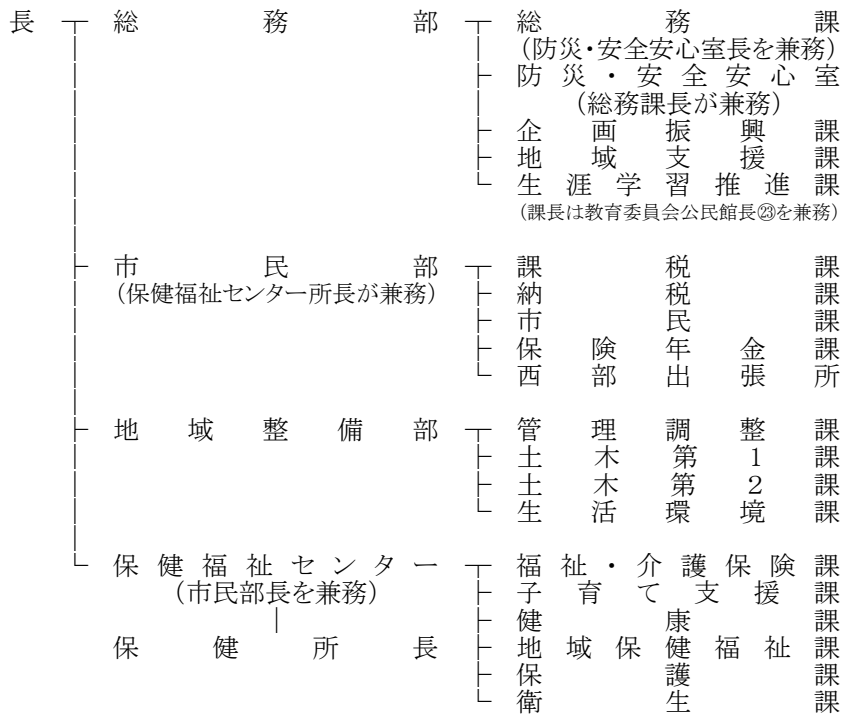 長 総務部 総務課
(防災・安全安心室長を兼務)
防災・安全安心室
(総務課長が兼務)
企画振興課
地域支援課
生涯学習推進課
(課長は教育委員会公民館長㉓を兼務)
市民部 課税課
(保健福祉センター所長が兼務) 納税課
市民課
保険年金課
西部出張所
地域整備部 管理調整課
土木第1課
土木第2課
生活環境課
保健福祉センター 福祉・介護保険課
(市民部長を兼務) 子育て支援課
健康課
保健所長 地域保健福祉課
保護課
衛生課